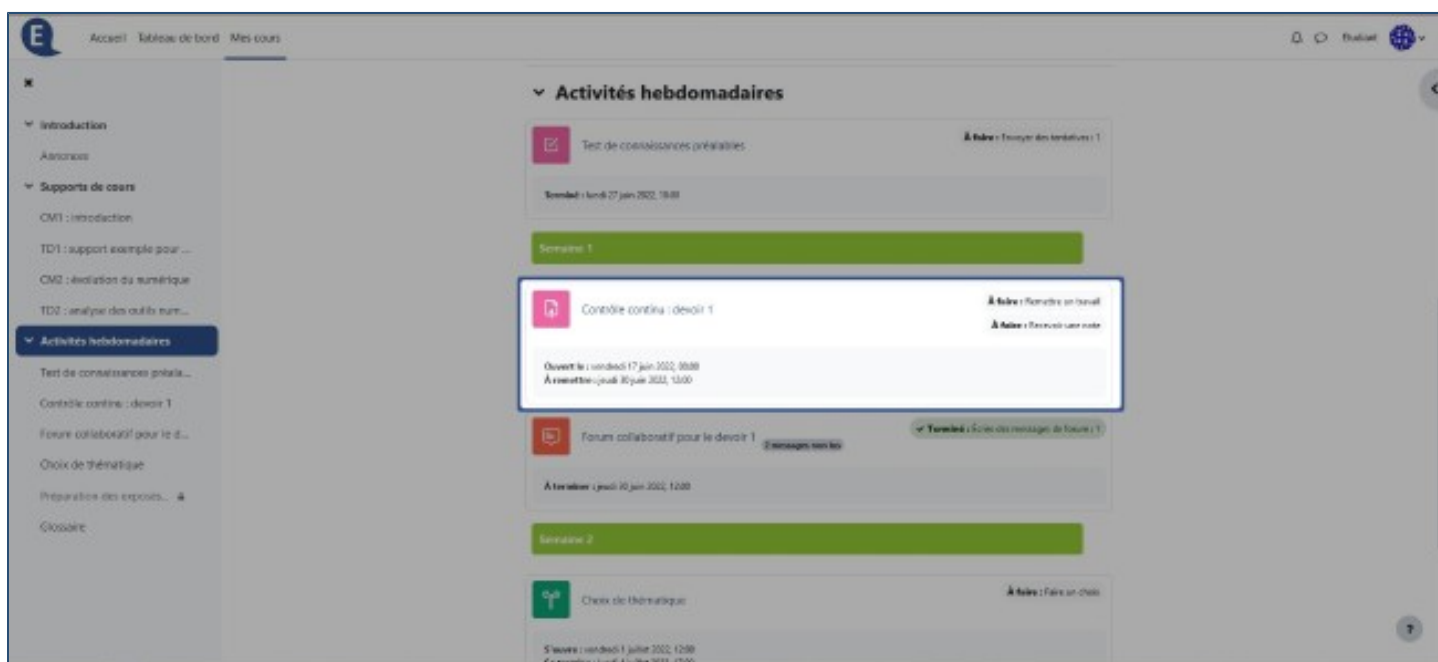 E
Accueil Tableau de bord Mes cours
Etudiant
Introduction
Annonces
Supports de cours
CM1 : introduction
TD1 : support exemple pour ...
CM2 : évolution du numérique
TD2 : analyse des outils num...
Activités hebdomadaires
Test de connaissances préala...
Contrôle continu : devoir 1
Forum collaboratif pour le d...
Choix de thématique
Préparation des exposés...
Glossaire
Activités hebdomadaires
Test de connaissances préalables
À faire : Envoyer des tentatives : 1
Terminé : lundi 27 juin 2022,
Semaine 1
Contrôle continu : devoir 1
À faire : Remettre un travail
À faire : Recevoir une note
Ouvert le : vendredi 17 juin 2022, 08:00
À remettre : jeudi 30 juin 2022, 12:00
Forum collaboratif pour le devoir 1
2 messages non lus
Terminé : Écrire des messages de forum : 1
À terminer : jeudi 30 juin 2022, 12:00
Semaine 2
Choix de thématique
À faire : Faire un choix
S'ouvre : vendredi 1 juillet 2022, 12:00
?